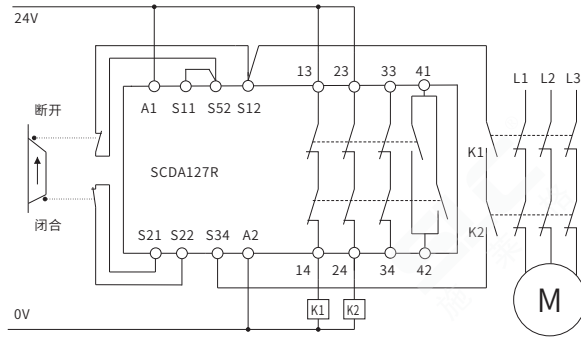 24V
13 23 33 41
L1 L2 L3
A1 S11 S52 S12
断开
K1
SCDA127R
闭合
S21 S22 S34 A2
K2
14 24 34 42
K1 K2
M
0V